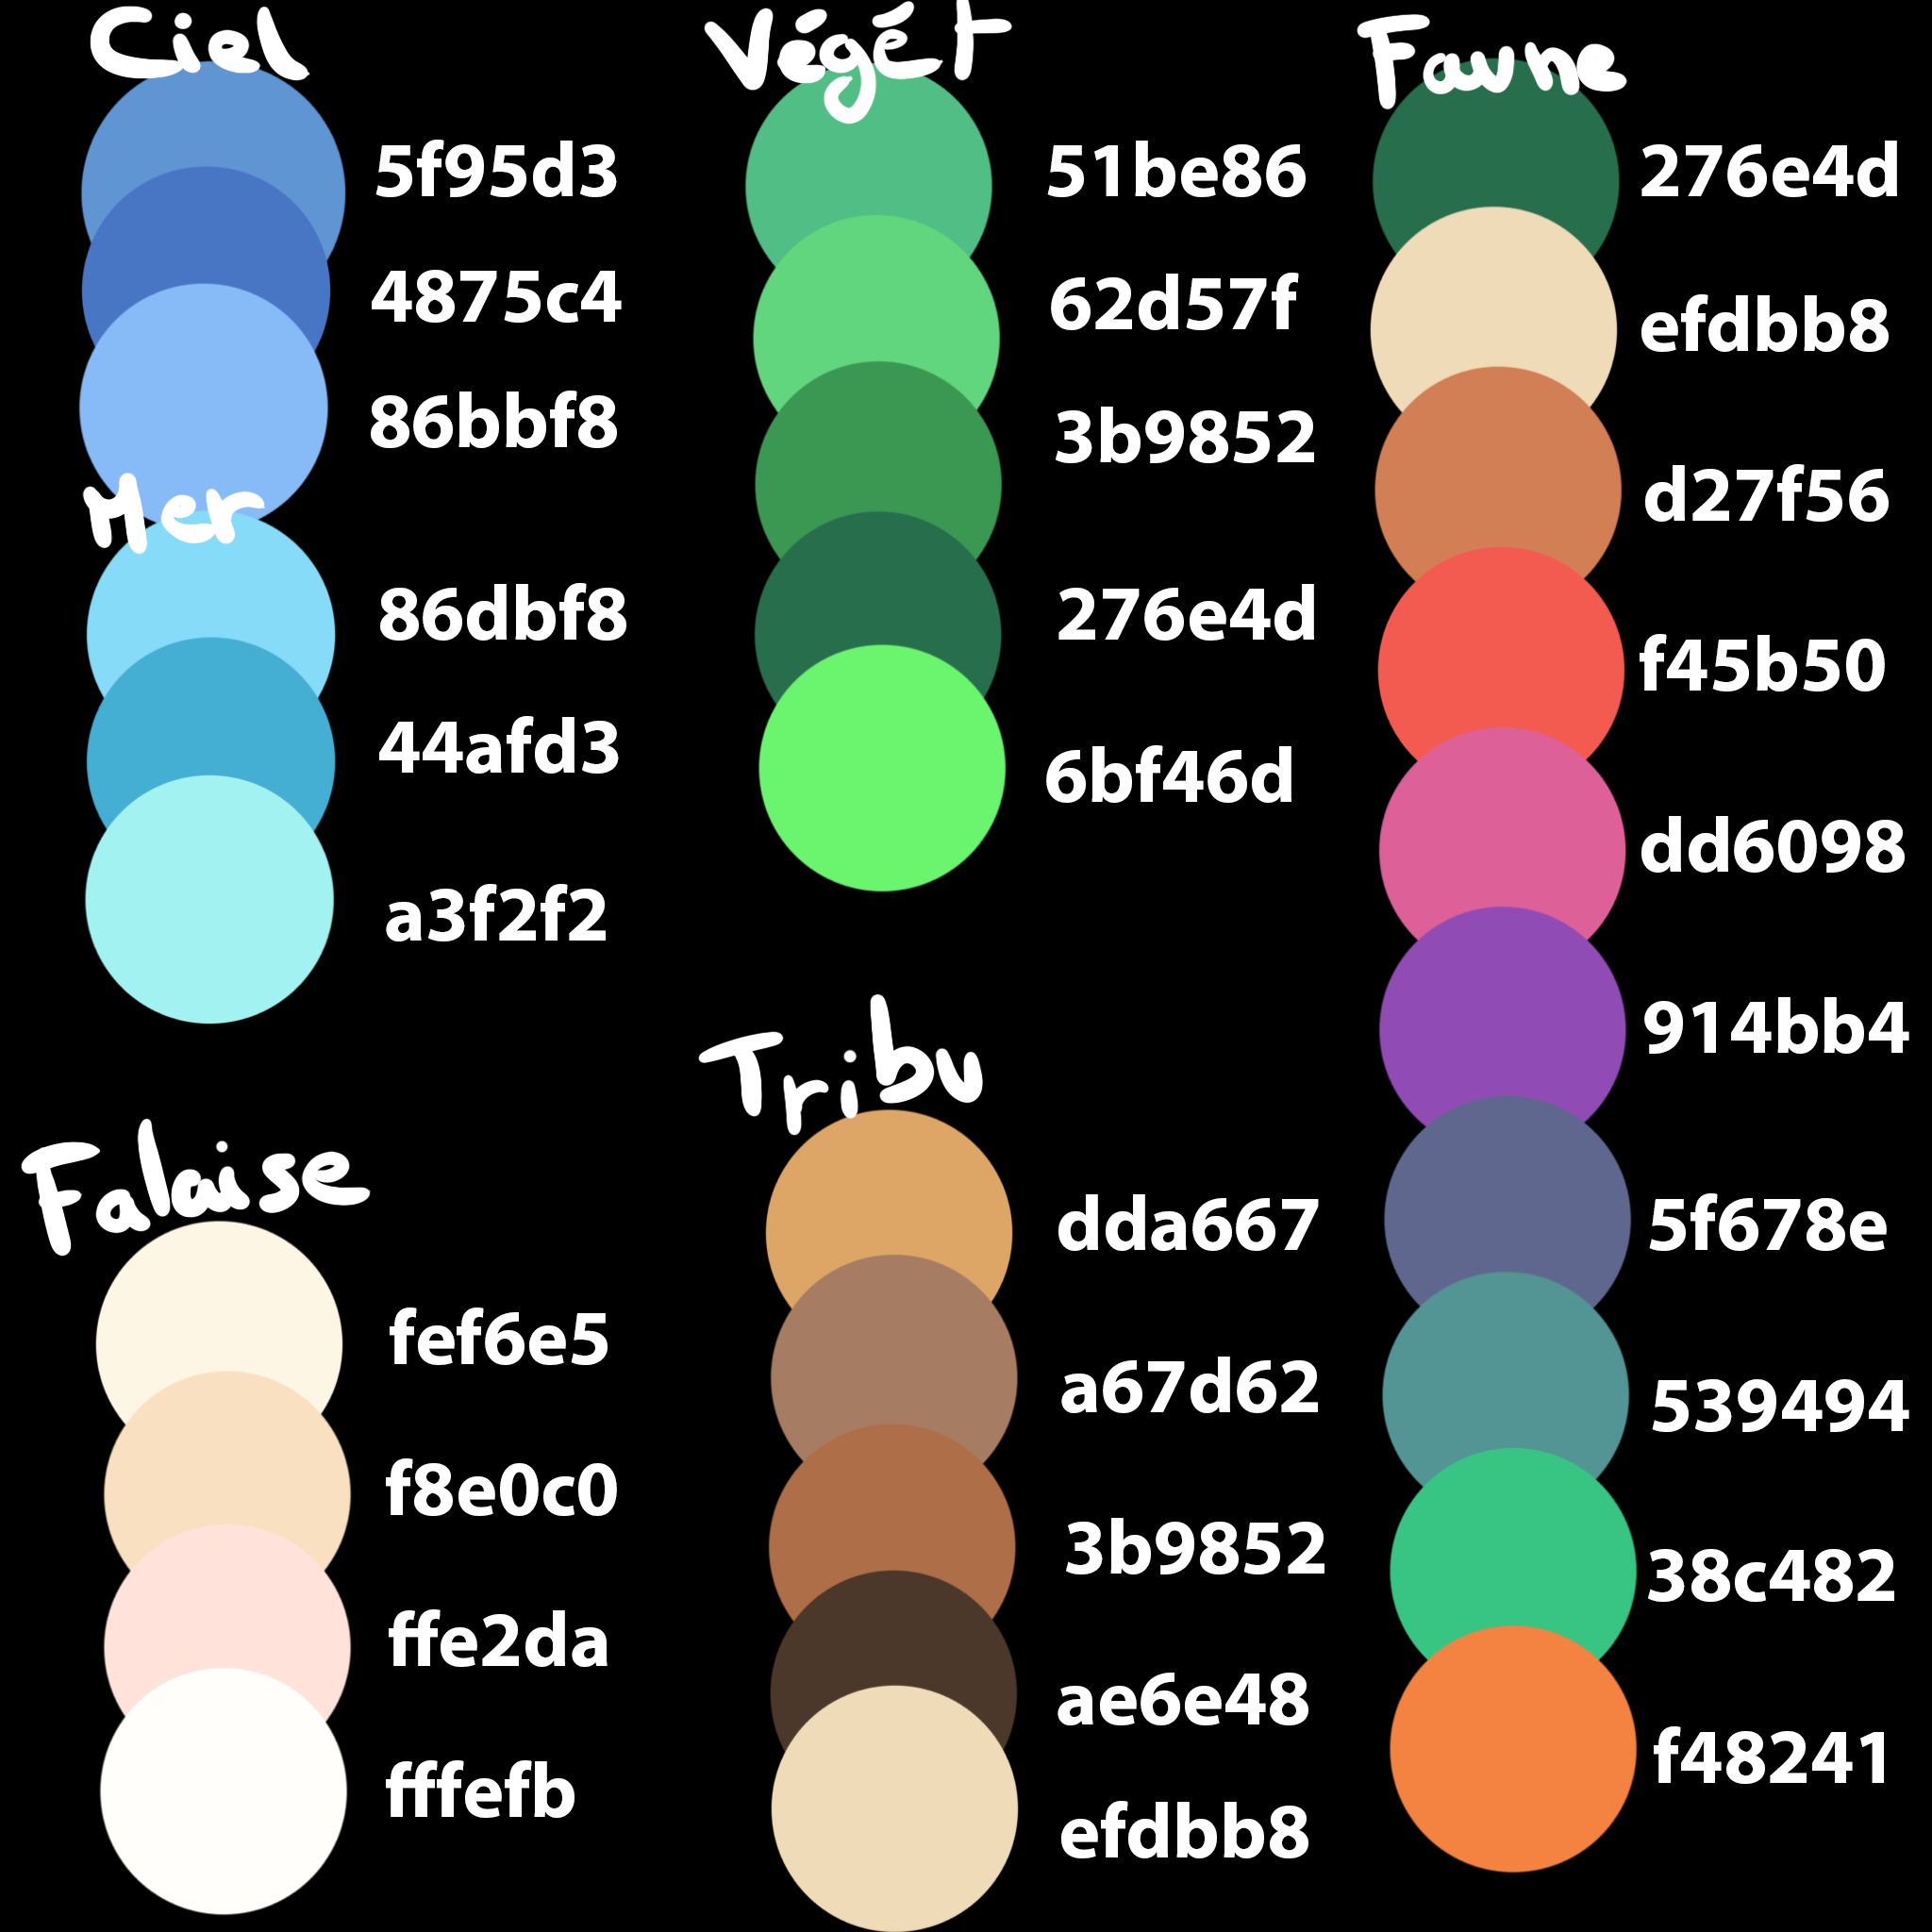 Ciel
5f95d3
4875c4
86bbf8
Mer
86dbf8
44afd3
a3f2f2
Falaise
fef6e5
f8e0c0
ffe2da
fffefb
Végét
51be86
62d57f
3b9852
276e4d
6bf46d
Tribu
dda667
a67d62
3b9852
ae6e48
efdbb8
Faune
276e4d
efdbb8
d27f56
f45b50
dd6098
914bb4
5f678e
539494
38c482
f48241